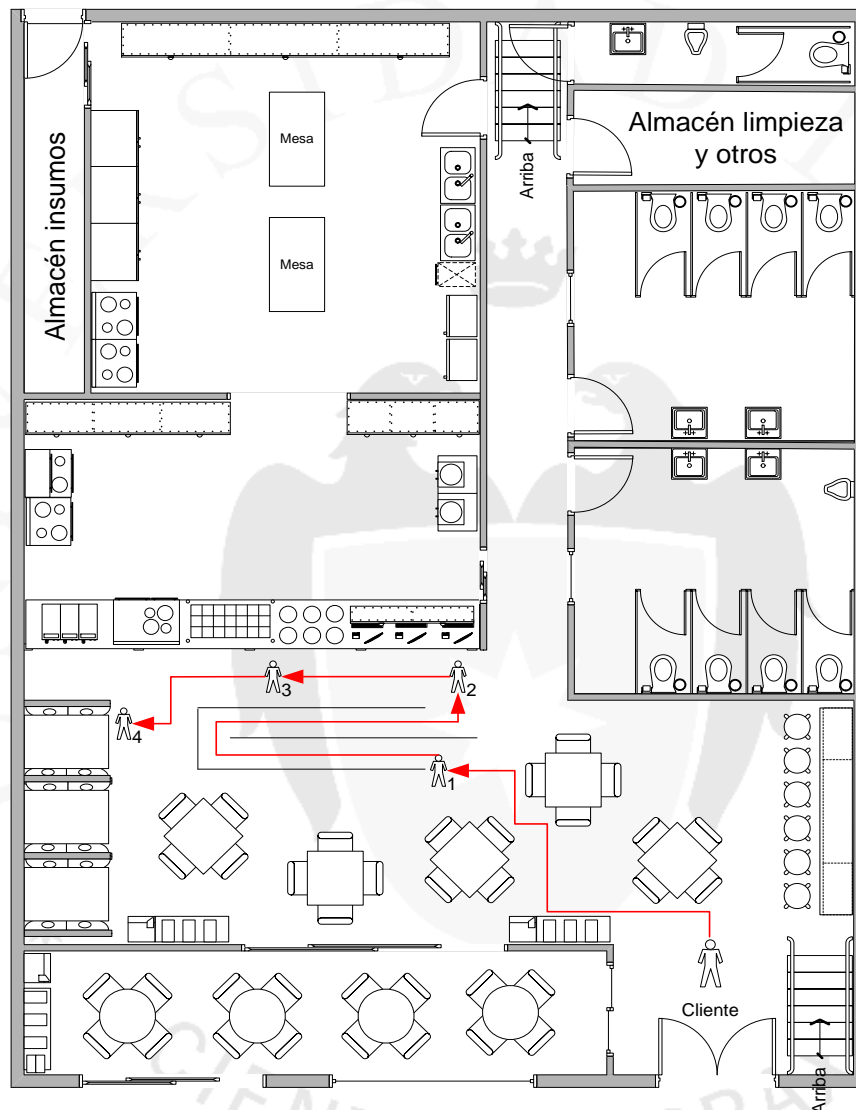 Almacén limpieza
y otros
Mesa
Almacén insumos
Arriba
Mesa
3
2
4
1
Cliente
Arriba